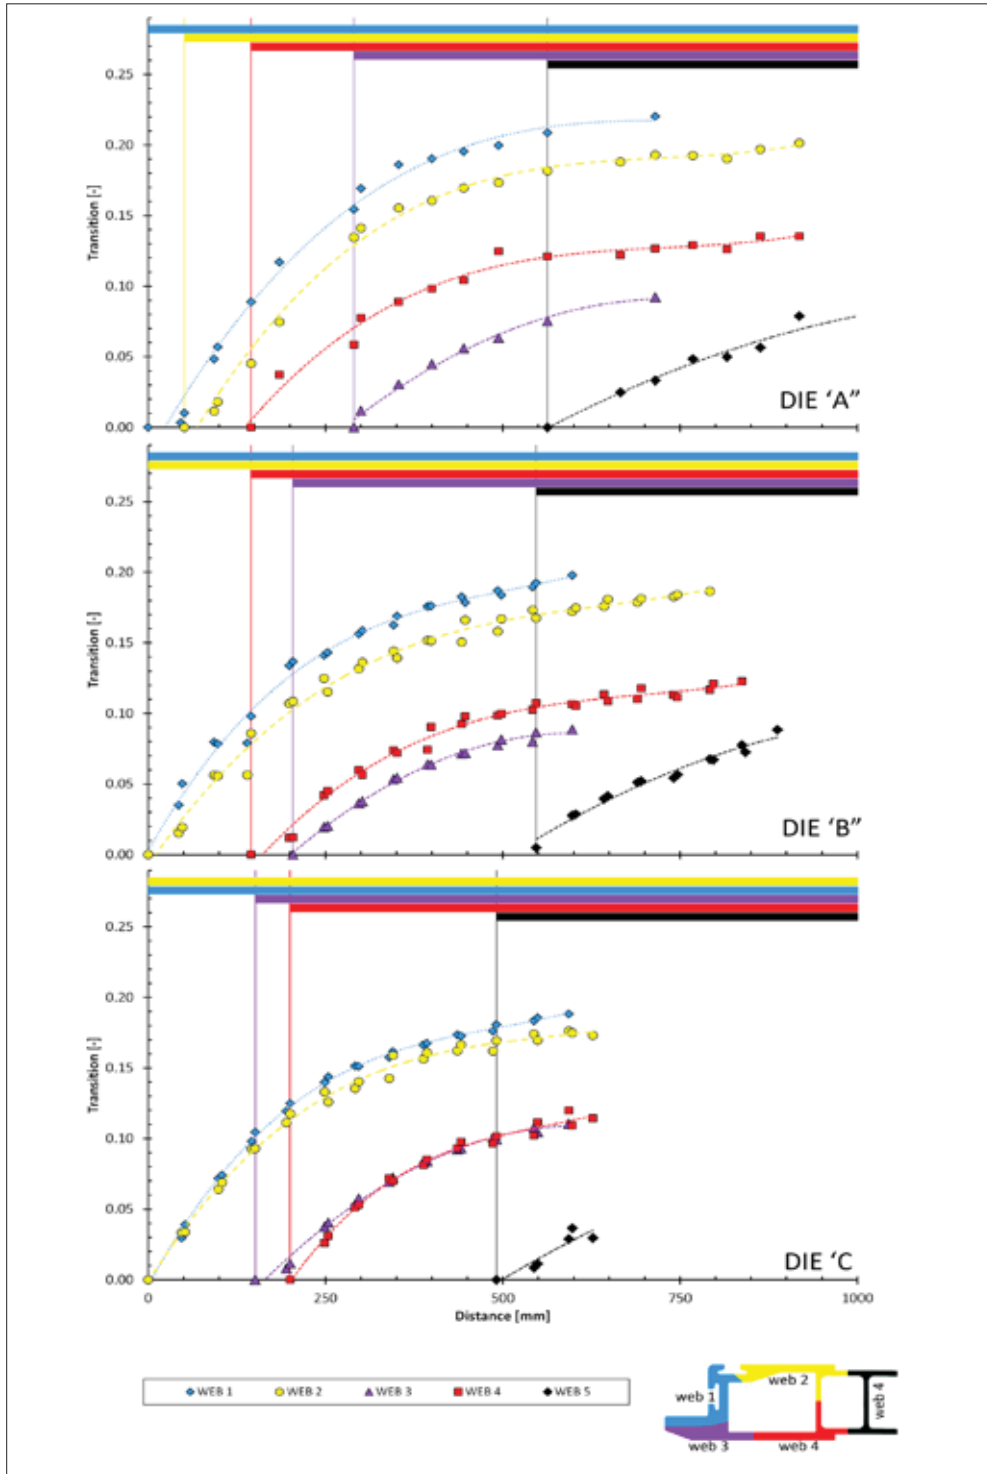 0.25
0.20
0.15
0.10
0.05
0.00
Transition [-]
DIE ‘A”
0.25
0.20
0.15
0.10
0.05
0.00
Transition [-]
DIE ‘B”
0.25
0.20
0.15
0.10
0.05
0.00
Transition [-]
DIE ‘C
0 250 500 750 1000
Distance [mm]
WEB 1 WEB 2 WEB 3 WEB 4 WEB 5
web 1
web 2
web 4
web 3
web 4